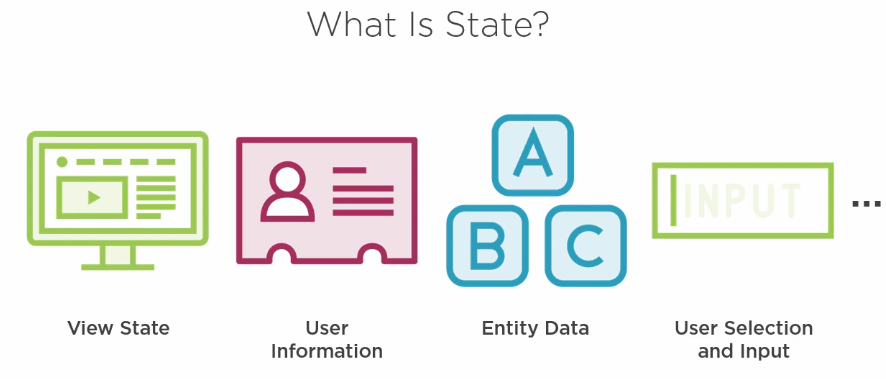 What Is State?
A
B C
INPUT
...
View State
User
Information
Entity Data
User Selection
and Input